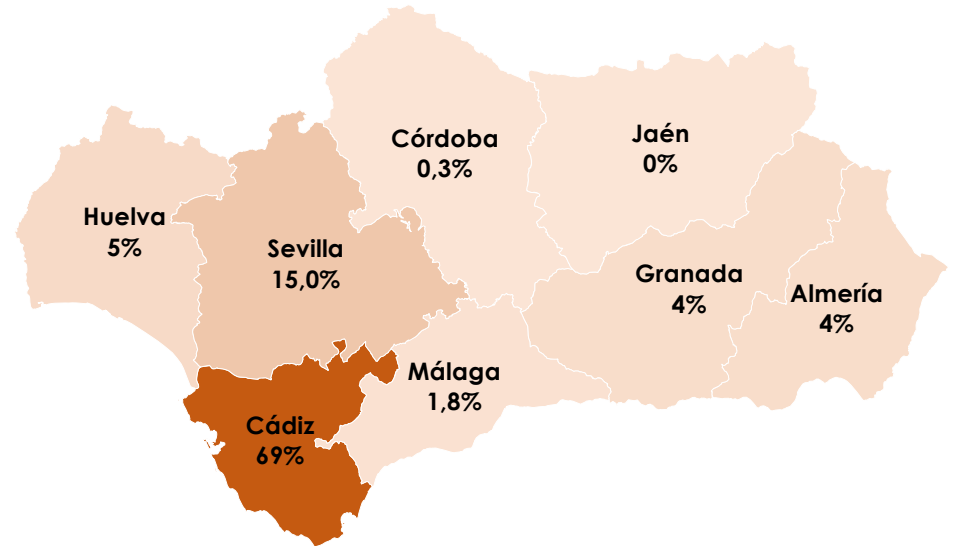 Córdoba
0,3%
Jaén
0%
Huelva
5%
Sevilla
15,0%
Granada
4%
Almería
4%
Málaga
1,8%
Cádiz
69%